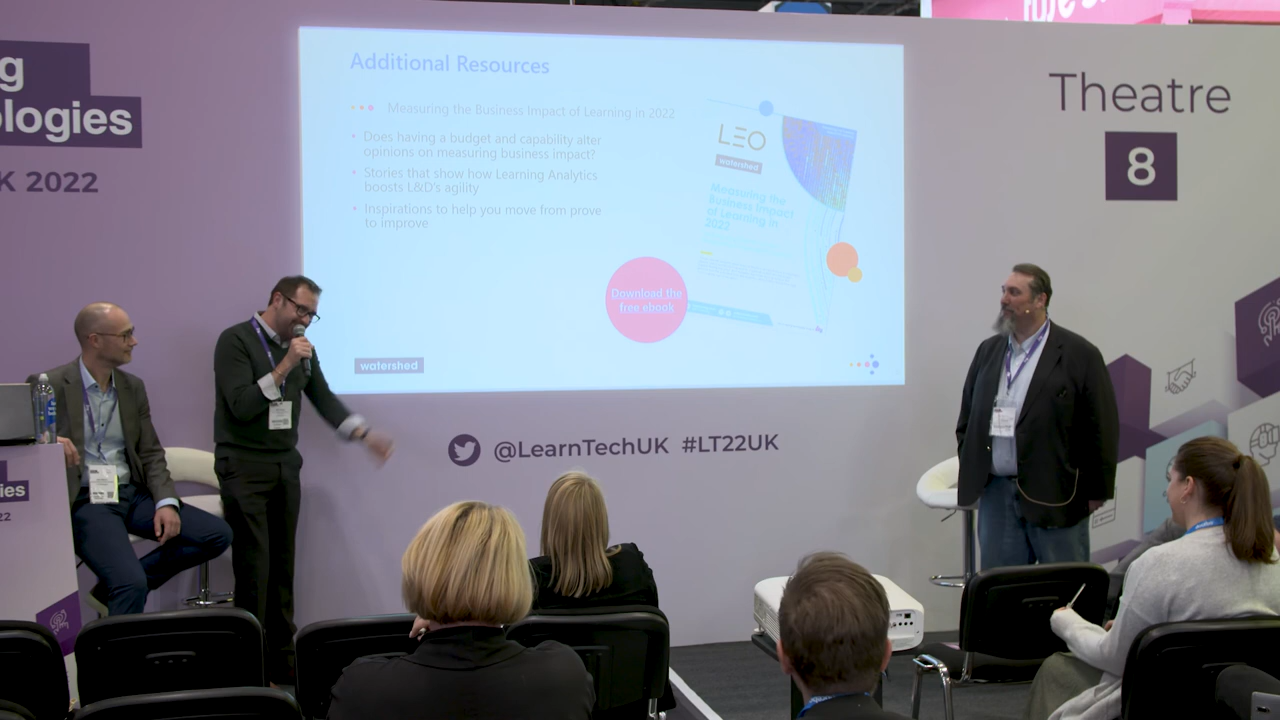 g
ologies
K 2022
Additional Resources
Measuring the Business Impact of Learning in 2022
• Does having a budget and capability alter
opinions on measuring business impact?
• Stories that show how Learning Analytics
boosts L&D's agility
• Inspirations to help you move from prove
to improve
LEO
watershed
Measuring the
Business Impact
of Learning in
2022
Download the
free ebook
watershed
Theatre
8
@LearnTechUK #LT22UK
ies
22